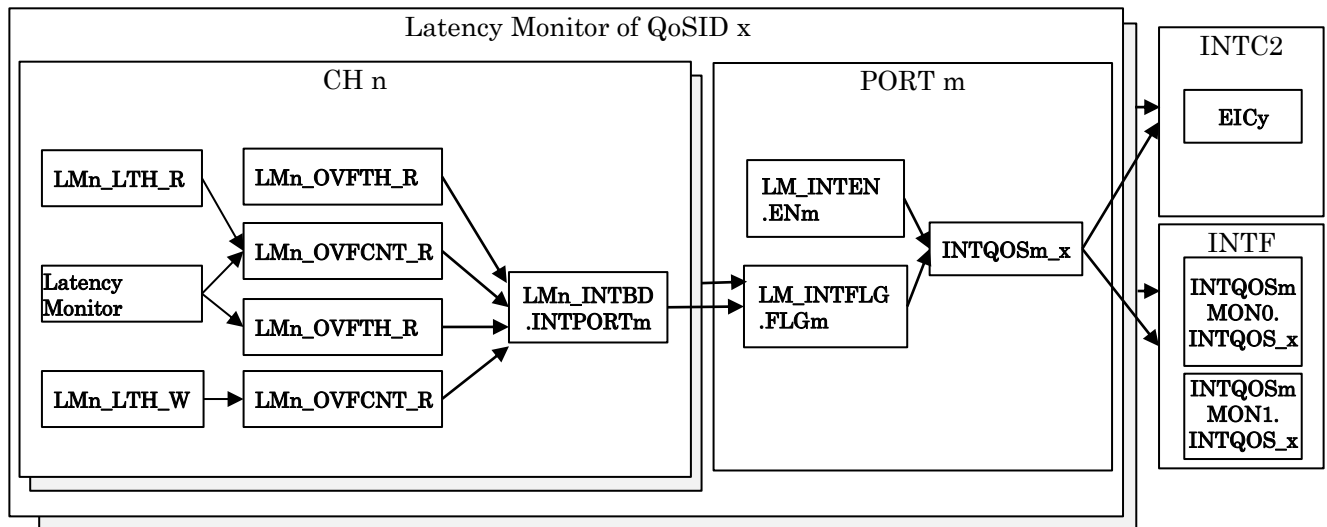 Latency Monitor of QoSID x
CH n
LMn_LTH_R
LMn_OVFTH_R
LMn_OVFCNT_R
Latency
Monitor
LMn_OVFTH_R
LMn_LTH_W
LMn_OVFCNT_R
LMn_INTBD
.INTPORTm
PORT m
LM_INTEN
.ENm
LM_INTFLG
.FLGm
INTQOSm_x
INTC2
EICy
INTF
INTQOSm
MON0.
INTQOS_x
INTQOSm
MON1.
INTQOS_x